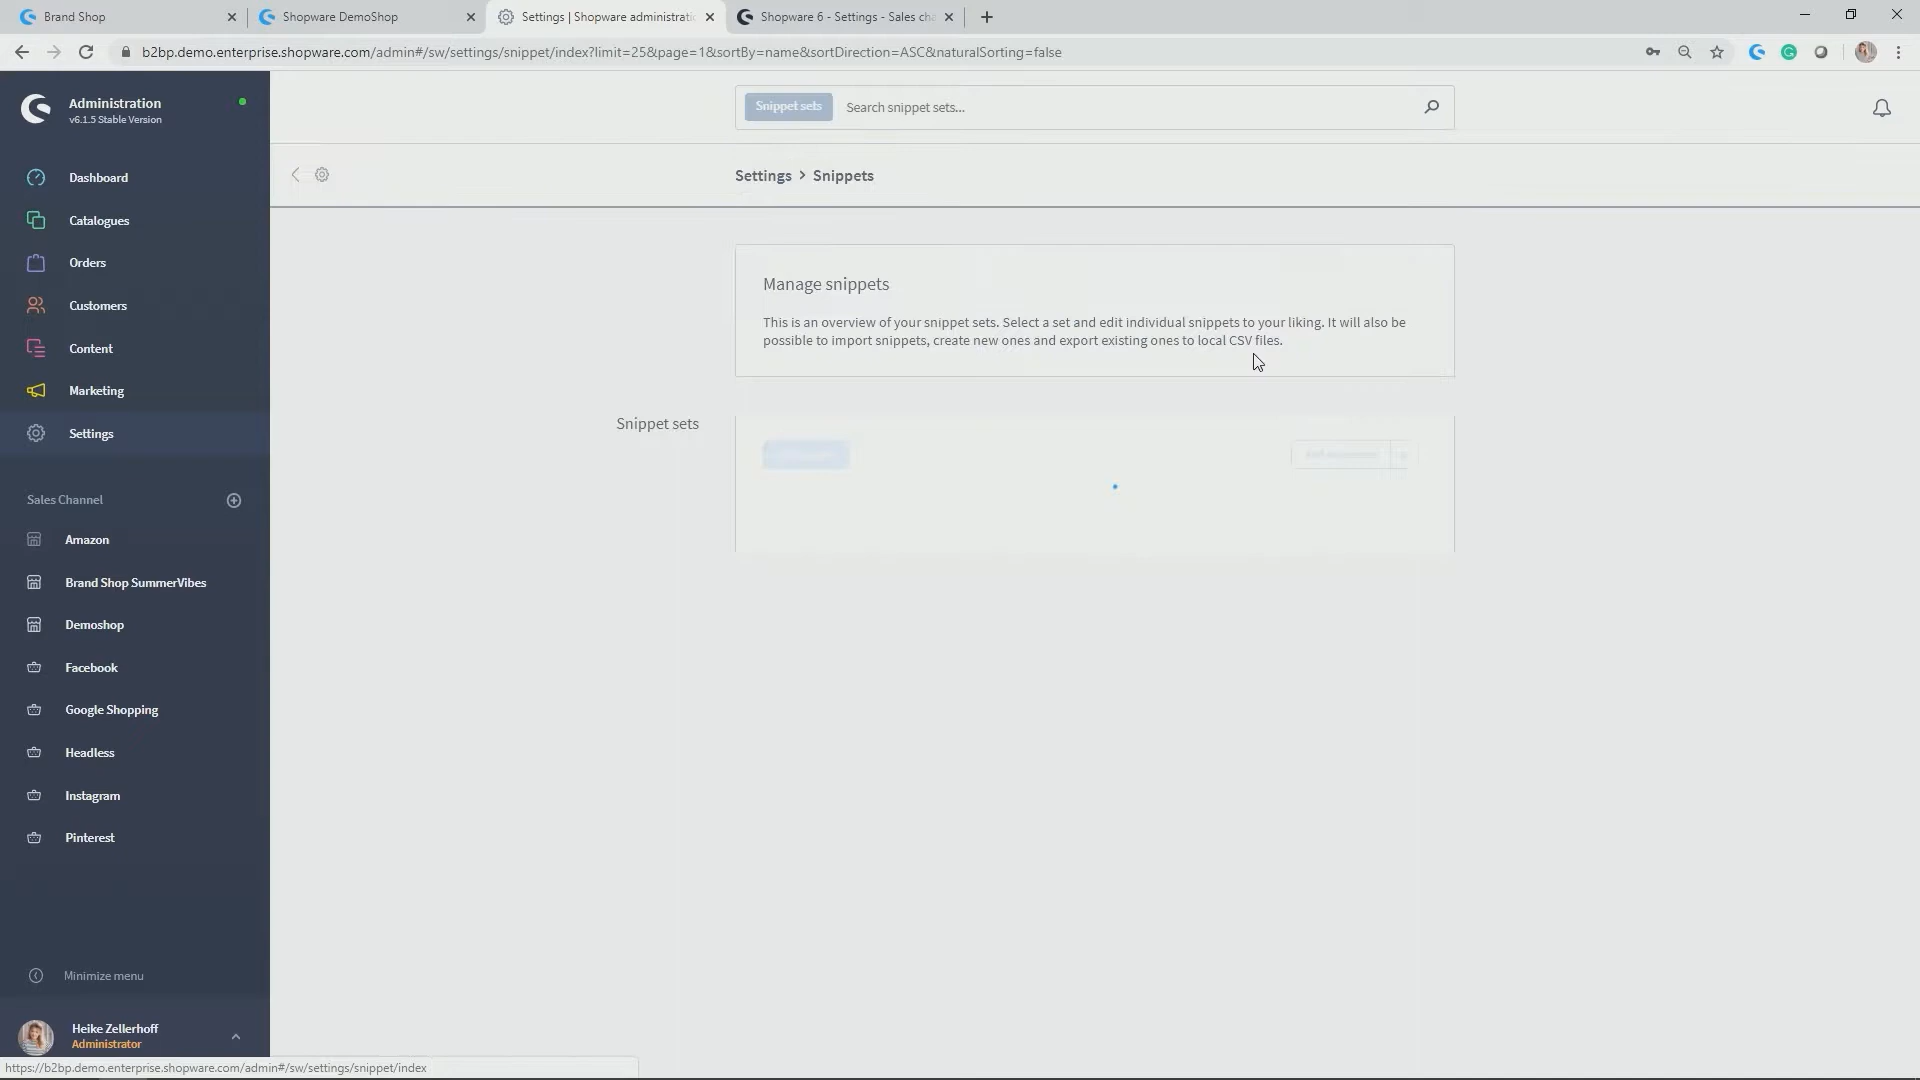 Brand Shop
Shopware DemoShop
Settings | Shopware administratio
Shopware 6 - Settings - Sales cha
b2bp.demo.enterprise.shopware.com/admin#/sw/settings/snippet/index?limit=25&page=1&sortBy=name&sortDirection=ASC&naturalSorting=false
Administration
v6.1.5 Stable Version
Snippet sets
Search snippet sets...
Dashboard
Settings > Snippets
Catalogues
Orders
Customers
Content
Marketing
Settings
Manage snippets
This is an overview of your snippet sets. Select a set and edit individual snippets to your liking. It will also be
possible to import snippets, create new ones and export existing ones to local CSV files.
Snippet sets
Sales Channel
Amazon
Brand Shop SummerVibes
Demoshop
Facebook
Google Shopping
Headless
Instagram
Pinterest
Minimize menu
Heike Zellerhoff
Administrator
https://b2bp.demo.enterprise.shopware.com/admin#/sw/settings/snippet/index